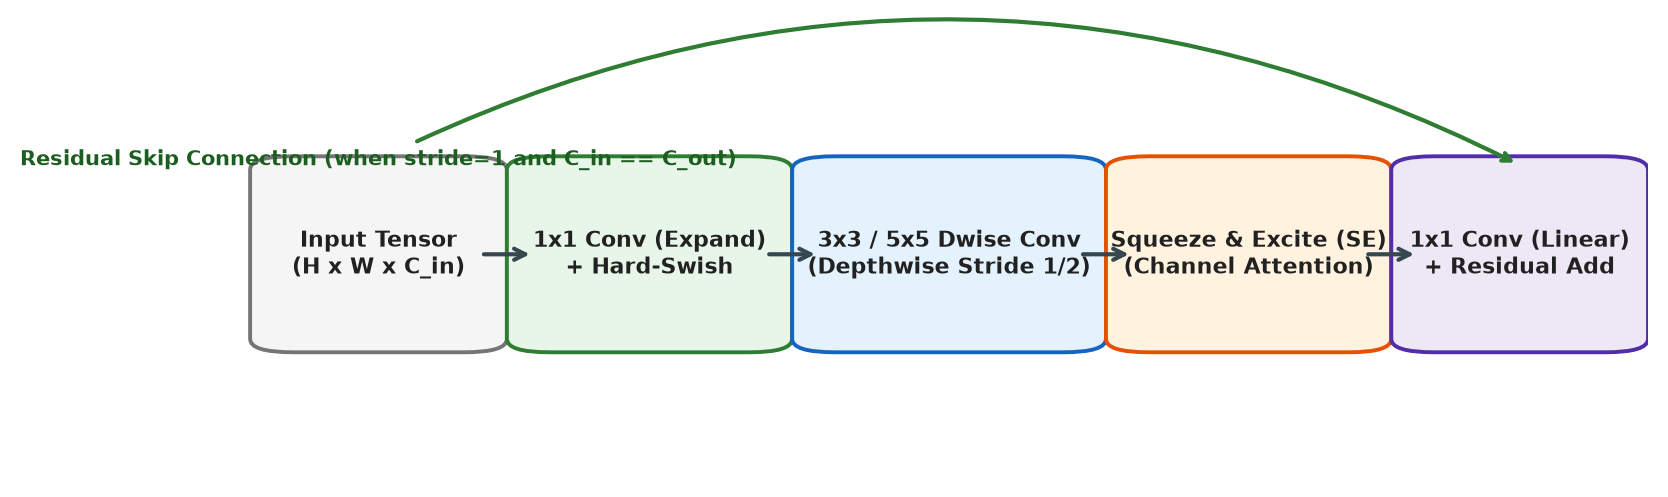 Residual Skip Connection (when stride=1 and C_in == C_out)
Input Tensor
(H x W x C_in)
1x1 Conv (Expand)
+ Hard-Swish
3x3 / 5x5 Dwise Conv
(Depthwise Stride 1/2)
Squeeze & Excite (SE)
(Channel Attention)
1x1 Conv (Linear)
+ Residual Add